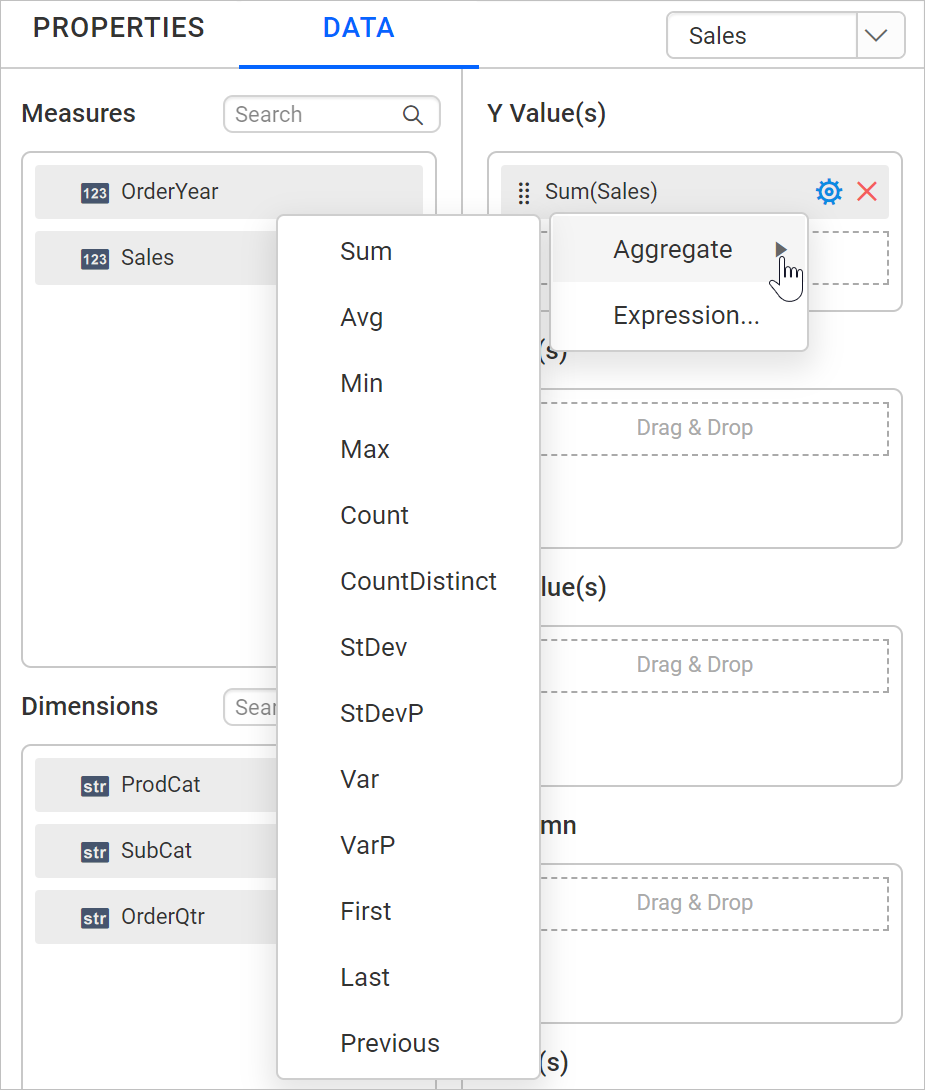 PROPERTIES
DATA
Sales
Measures
Search
123 OrderYear
123 Sales
Dimensions
str ProdCat
str SubCat
str OrderQtr
Sum
Avg
Min
Max
Count
CountDistinct
StDev
StDevP
Var
VarP
First
Last
Previous
Y Value(s)
Sum(Sales)
Aggregate
Expression...
(s)
Drag & Drop
lue(s)
Drag & Drop
mn
Drag & Drop
(s)